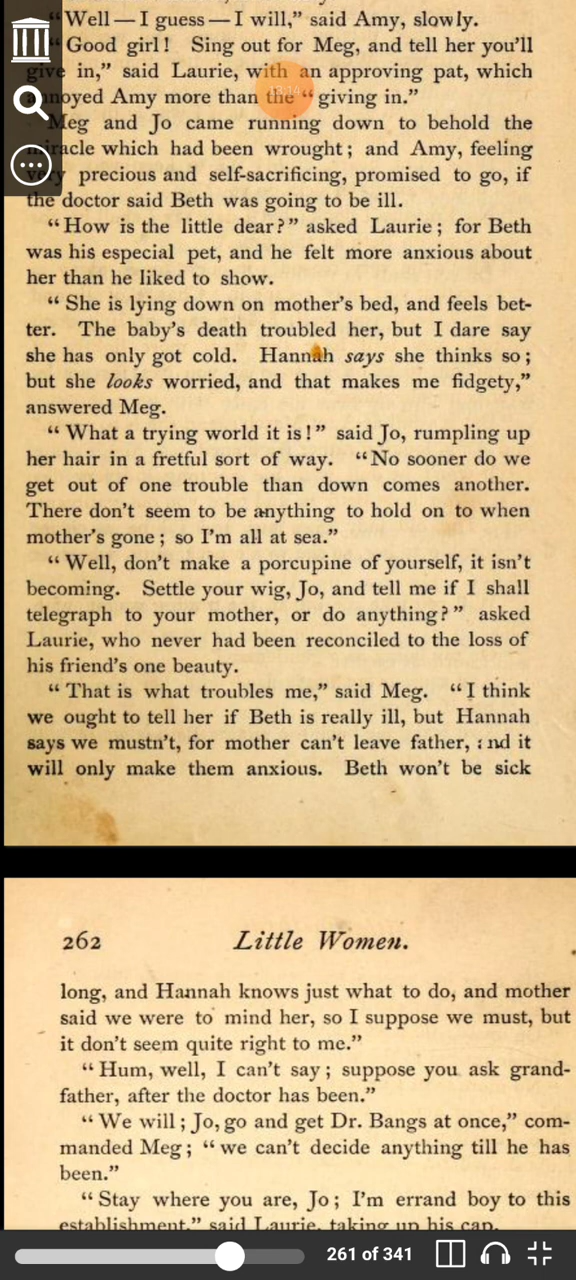 “Well — I guess — I will,” said Amy, slowly.
“Good girl! Sing out for Meg, and tell her you’ll
give in,” said Laurie, with an approving pat, which
annoyed Amy more than the “giving in.”
Meg and Jo came running down to behold the
miracle which had been wrought; and Amy, feeling
very precious and self-sacrificing, promised to go, if
the doctor said Beth was going to be ill.
“How is the little dear?” asked Laurie; for Beth
was his especial pet, and he felt more anxious about
her than he liked to show.
“She is lying down on mother’s bed, and feels bet-
ter. The baby’s death troubled her, but I dare say
she has only got cold. Hannah says she thinks so;
but she looks worried, and that makes me fidgety,”
answered Meg.
“What a trying world it is!” said Jo, rumpling up
her hair in a fretful sort of way. “No sooner do we
get out of one trouble than down comes another.
There don’t seem to be anything to hold on to when
mother’s gone; so I’m all at sea.”
“Well, don’t make a porcupine of yourself, it isn’t
becoming. Settle your wig, Jo, and tell me if I shall
telegraph to your mother, or do anything?” asked
Laurie, who never had been reconciled to the loss of
his friend’s one beauty.
“That is what troubles me,” said Meg. “I think
we ought to tell her if Beth is really ill, but Hannah
says we mustn’t, for mother can’t leave father, and it
will only make them anxious. Beth won’t be sick
262 Little Women.
long, and Hannah knows just what to do, and mother
said we were to mind her, so I suppose we must, but
it don’t seem quite right to me.”
“Hum, well, I can’t say; suppose you ask grand-
father, after the doctor has been.”
“We will; Jo, go and get Dr. Bangs at once,” com-
manded Meg; “we can’t decide anything till he has
been.”
“Stay where you are, Jo; I’m errand boy to this
establishment,” said Laurie, taking up his cap.
261 of 341